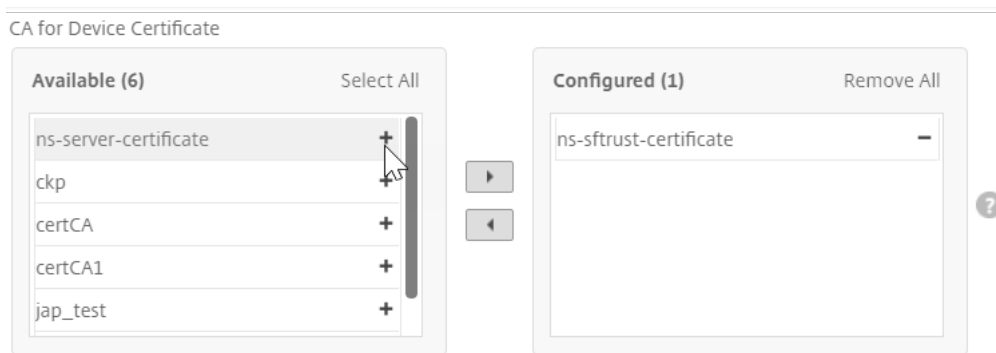 CA for Device Certificate
Available (6) Select All
ns-server-certificate +
ckp +
certCA +
certCA1 +
jap_test +
Configured (1) Remove All
ns-sftrust-certificate −
?